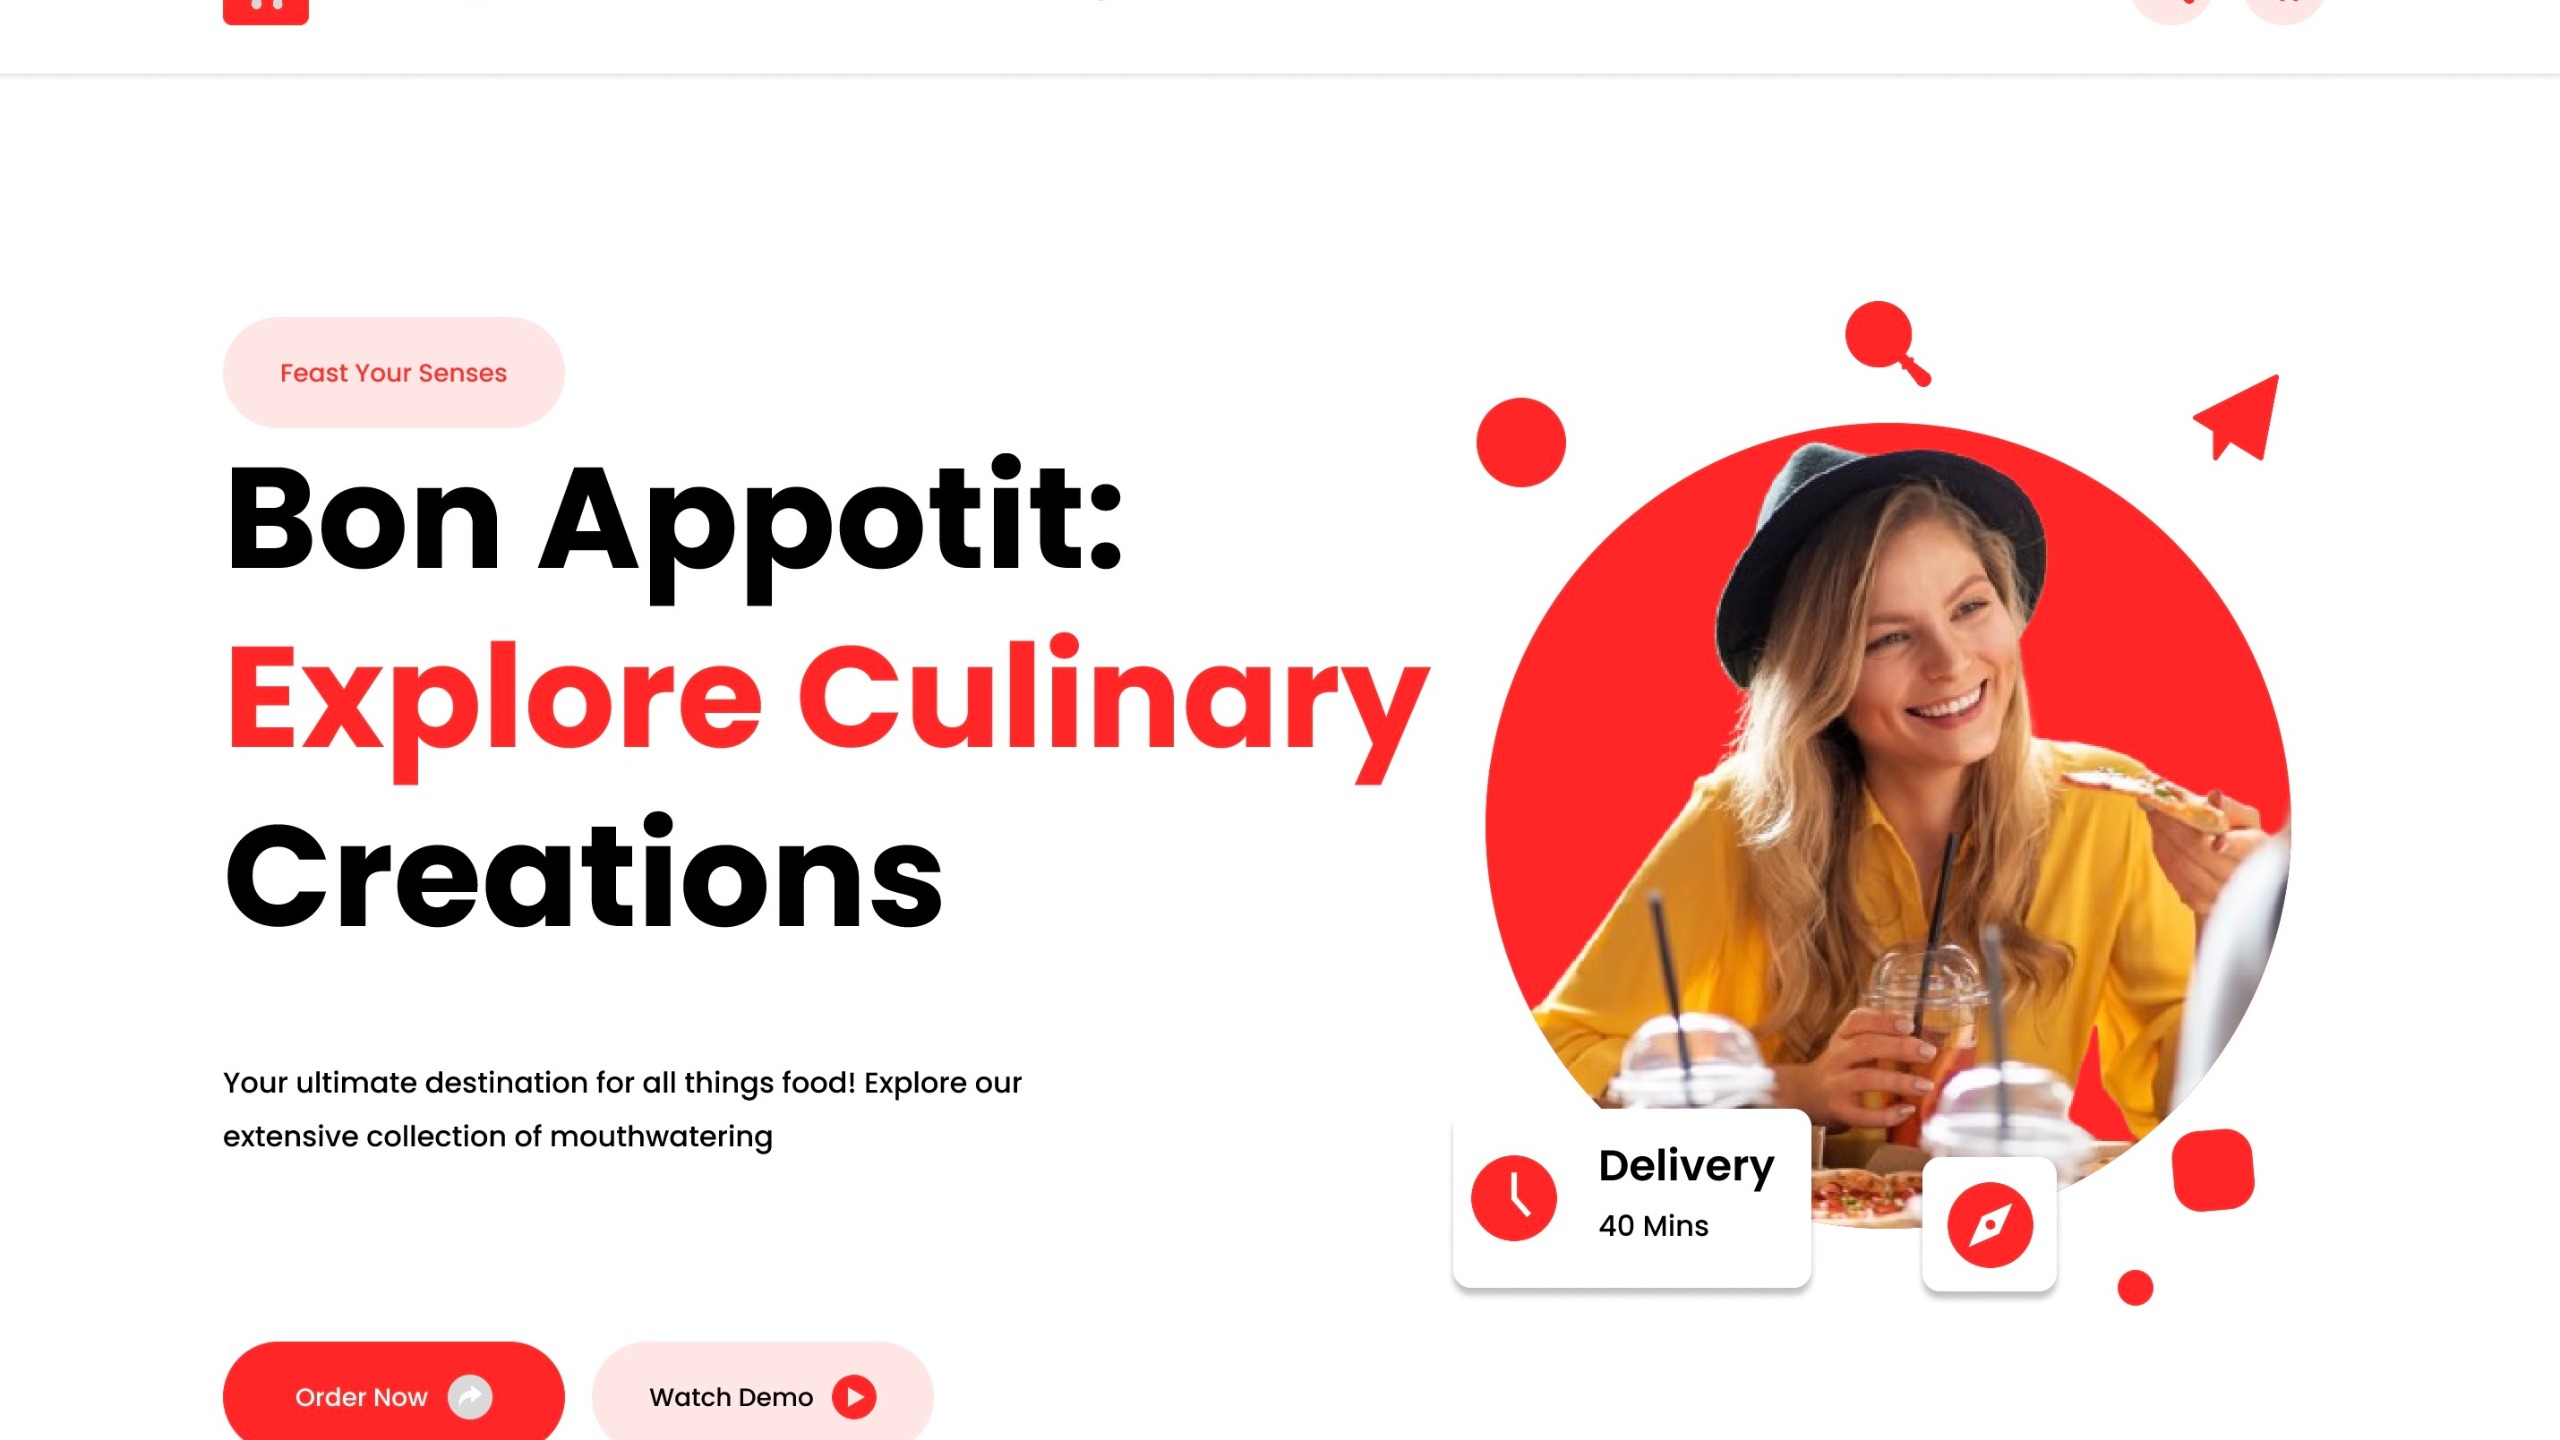 Feast Your Senses
Bon Appotit:
Explore Culinary
Creations
Your ultimate destination for all things food! Explore our
extensive collection of mouthwatering
Delivery
40 Mins
Order Now
Watch Demo